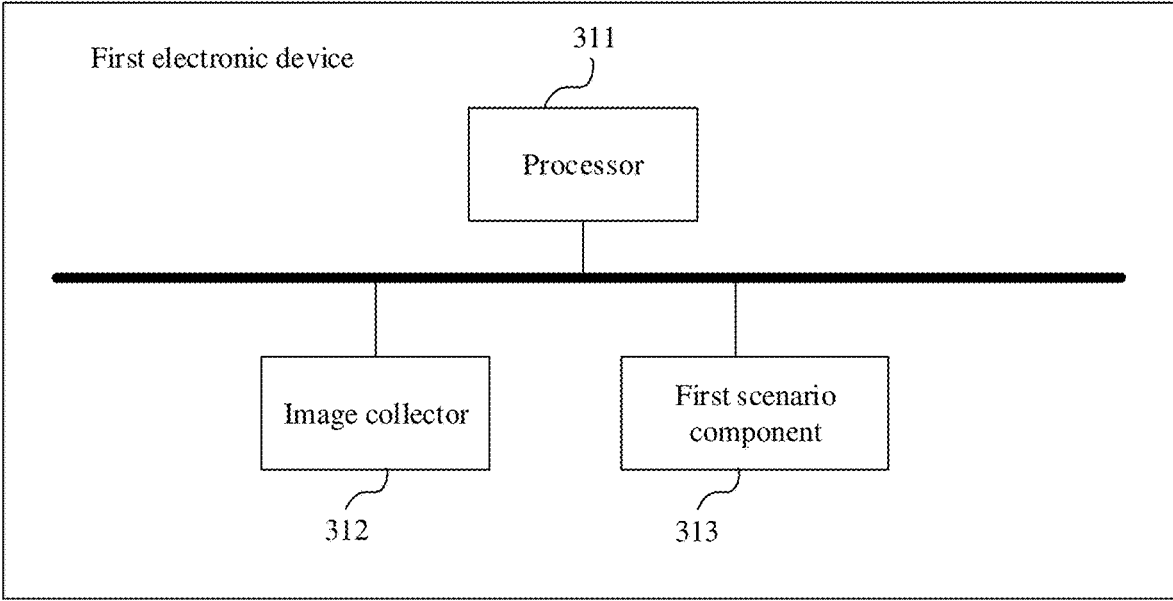 First electronic device
311
Processor
Image collector
First scenario
component
312
313